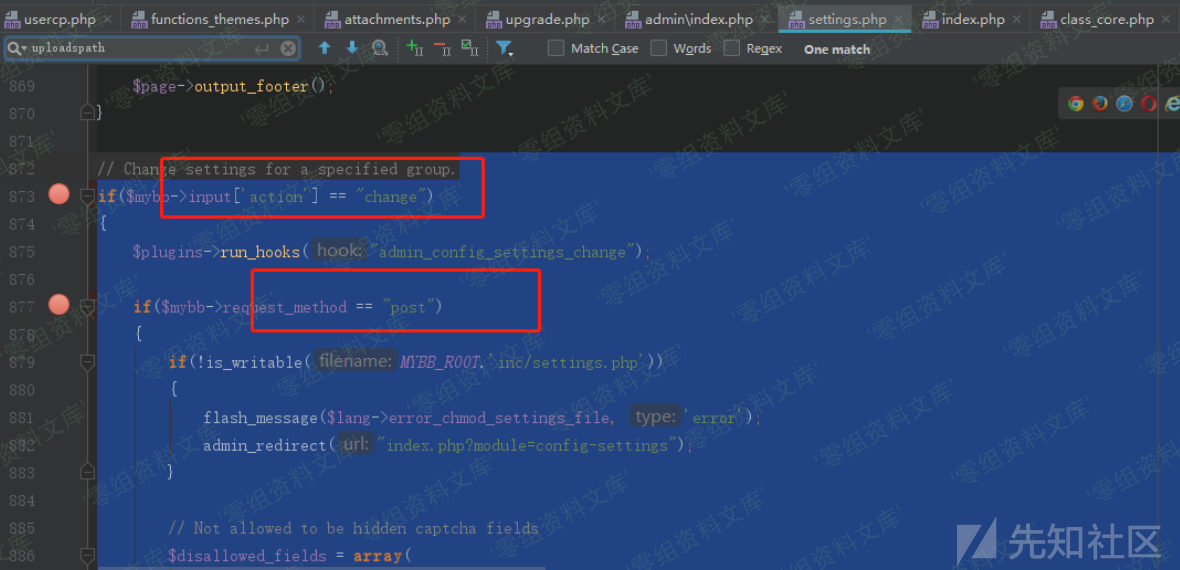 usercp.php functions_themes.php attachments.php upgrade.php admin\index.php settings.php index.php class_core.php
uploadspath Match Case Words Regex One match
869 $page->output_footer();
870 }
871
872 // Change settings for a specified group.
873 if($mybb->input['action'] == "change")
874 {
875 $plugins->run_hooks( hook: "admin_config_settings_change");
876
877 if($mybb->request_method == "post")
878 {
879 if(!is_writable( filename: MYBB_ROOT.'inc/settings.php'))
880 {
881 flash_message($lang->error_chmod_settings_file, type: 'error');
882 admin_redirect( url: "index.php?module=config-settings");
883 }
884
885 // Not allowed to be hidden captcha fields
886 $disallowed_fields = array(
'零组资料文库'
先知社区